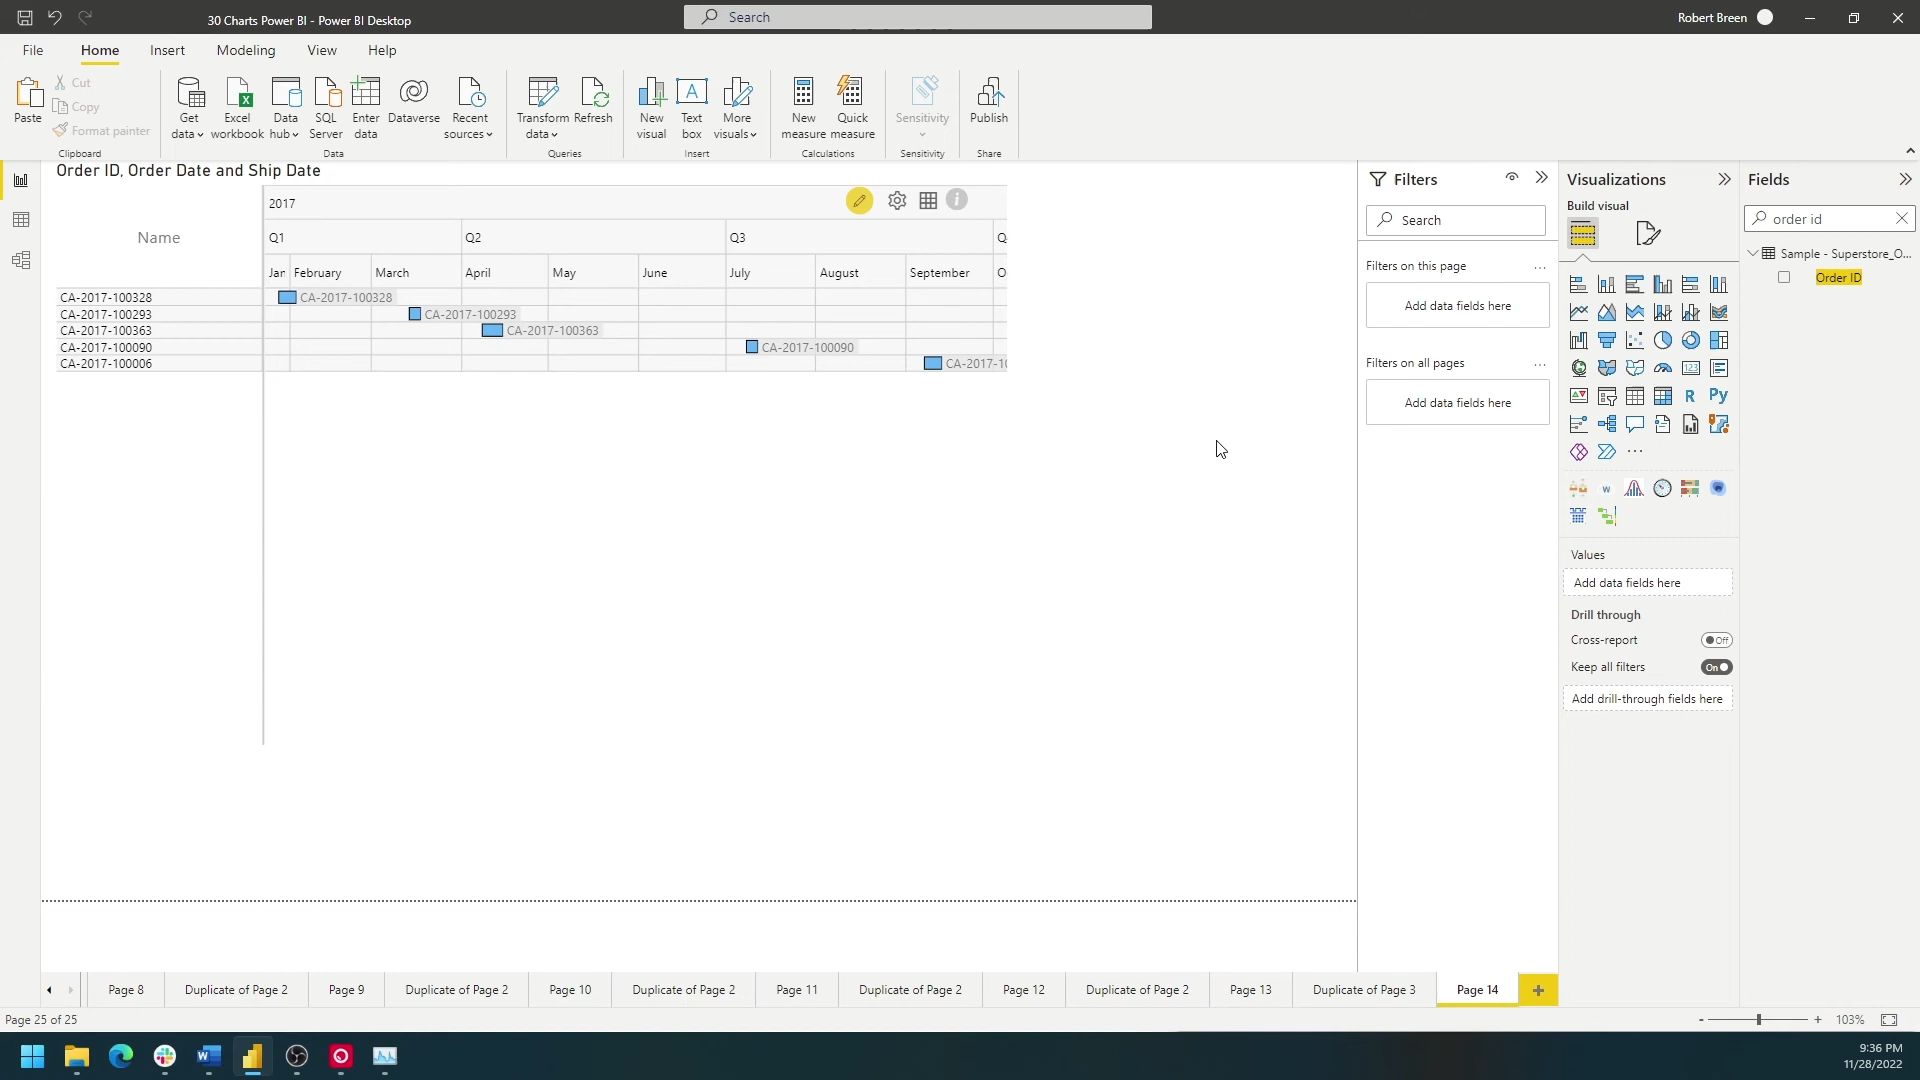 30 Charts Power BI - Power BI Desktop
Search
Robert Breen
File Home Insert Modeling View Help
Paste
Cut
Copy
Format painter
Clipboard
Get data
Excel workbook
Data hub
SQL Server
Enter data
Dataverse
Recent sources
Data
Transform data
Refresh
Queries
New visual
Text box
More visuals
Insert
New measure
Quick measure
Calculations
Sensitivity
Sensitivity
Publish
Share
Order ID, Order Date and Ship Date
2017
Name
Q1 Q2 Q3 Q
Jan February March April May June July August September O
CA-2017-100328 CA-2017-100328
CA-2017-100293 CA-2017-100293
CA-2017-100363 CA-2017-100363
CA-2017-100090 CA-2017-100090
CA-2017-100006 CA-2017-10
Filters
Search
Filters on this page ...
Add data fields here
Filters on all pages ...
Add data fields here
Visualizations
Build visual
123
R Py
...
W
Values
Add data fields here
Drill through
Cross-report Off
Keep all filters On
Add drill-through fields here
Fields
order id
Sample - Superstore_O...
Order ID
Page 8 Duplicate of Page 2 Page 9 Duplicate of Page 2 Page 10 Duplicate of Page 2 Page 11 Duplicate of Page 2 Page 12 Duplicate of Page 2 Page 13 Duplicate of Page 3 Page 14 +
Page 25 of 25
- + 103%
9:36 PM
11/28/2022